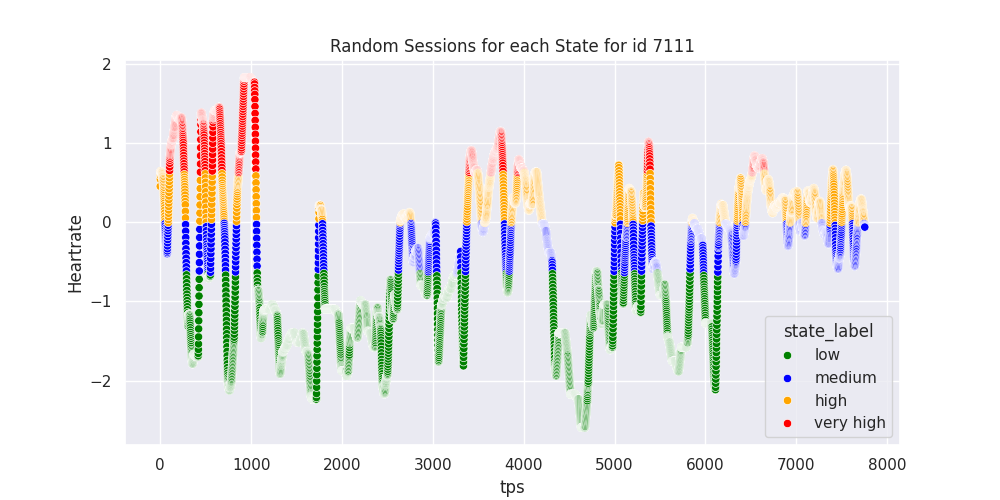 Random Sessions for each State for id 7111
2
1
0
−1
−2
Heartrate
0 1000 2000 3000 4000 5000 6000 7000 8000
tps
state_label
low
medium
high
very high